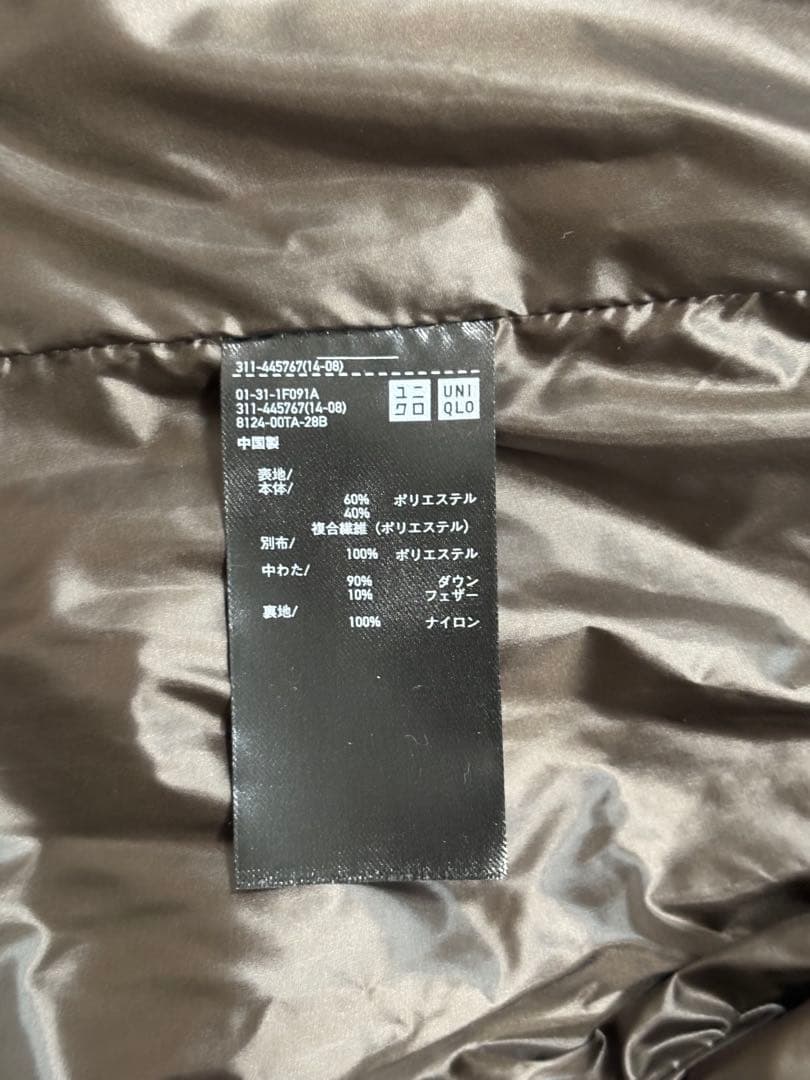 311-445767(14-08)
01-31-1F091A
311-445767(14-08)
8124-00TA-28B
ユニクロ UNIQLO
中国製
表地/
本体/
60% ポリエステル
40%
複合繊維（ポリエステル）
別布/
100% ポリエステル
中わた/
90% ダウン
10% フェザー
裏地/
100% ナイロン